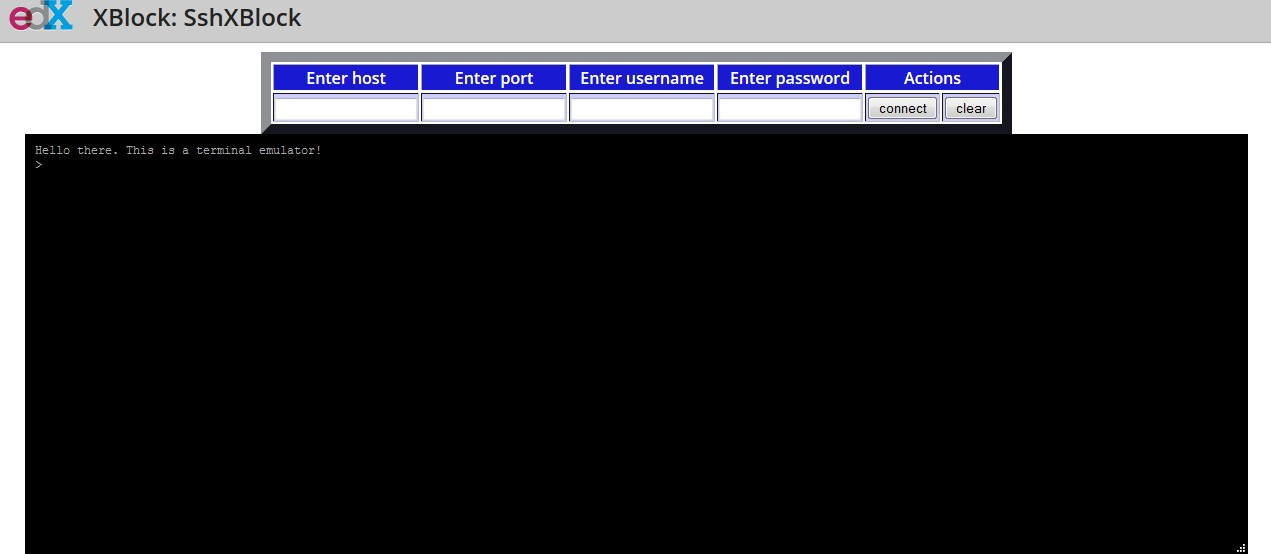 edX XBlock: SshXBlock
Enter host Enter port Enter username Enter password Actions
connect clear
Hello there. This is a terminal emulator!
>